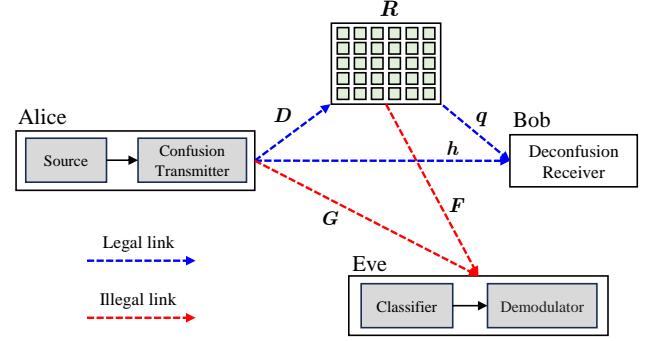 R
Alice
D
q
Bob
Source
Confusion
Transmitter
h
Deconfusion
Receiver
G
F
Legal link
Eve
Illegal link
Classifier
Demodulator